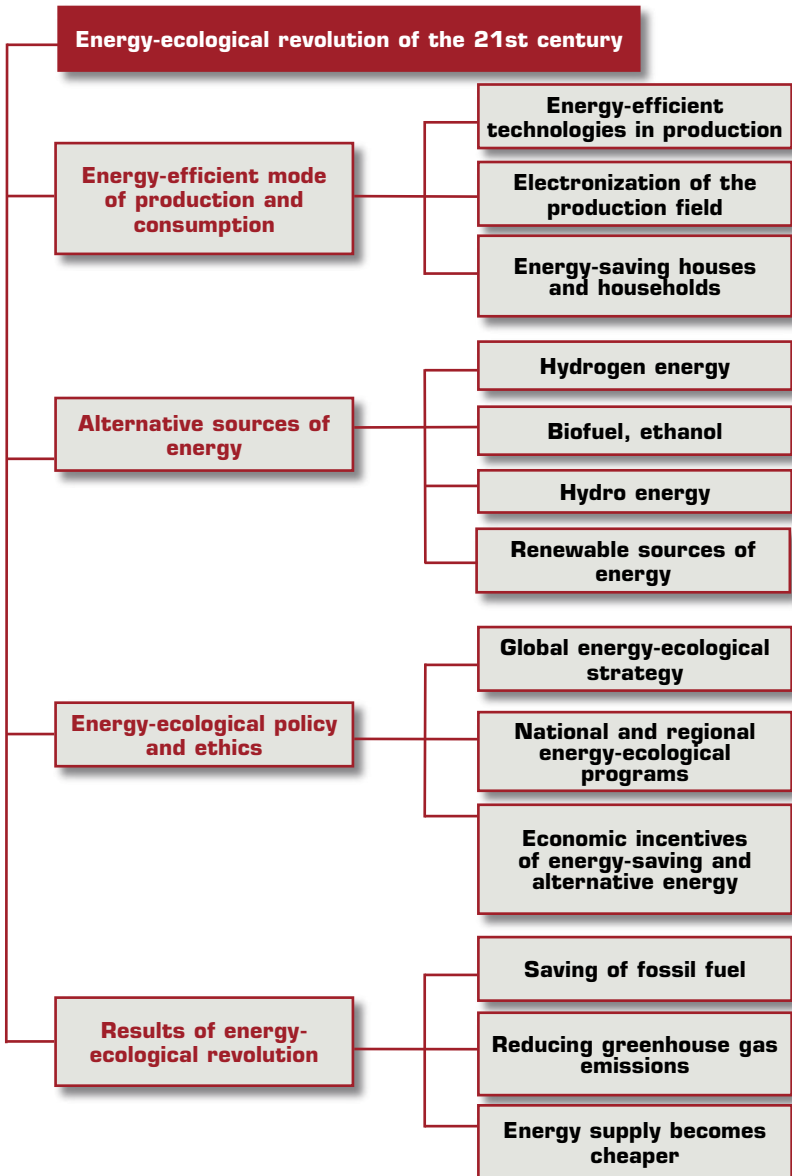 Energy-ecological revolution of the 21st century
Energy-efficient mode
of production and
consumption
Energy-efficient
technologies in production
Electronization of the
production field
Energy-saving houses
and households
Alternative sources of
energy
Hydrogen energy
Biofuel, ethanol
Hydro energy
Renewable sources of
energy
Energy-ecological policy
and ethics
Global energy-ecological
strategy
National and regional
energy-ecological
programs
Economic incentives
of energy-saving and
alternative energy
Results of energy-
ecological revolution
Saving of fossil fuel
Reducing greenhouse gas
emissions
Energy supply becomes
cheaper